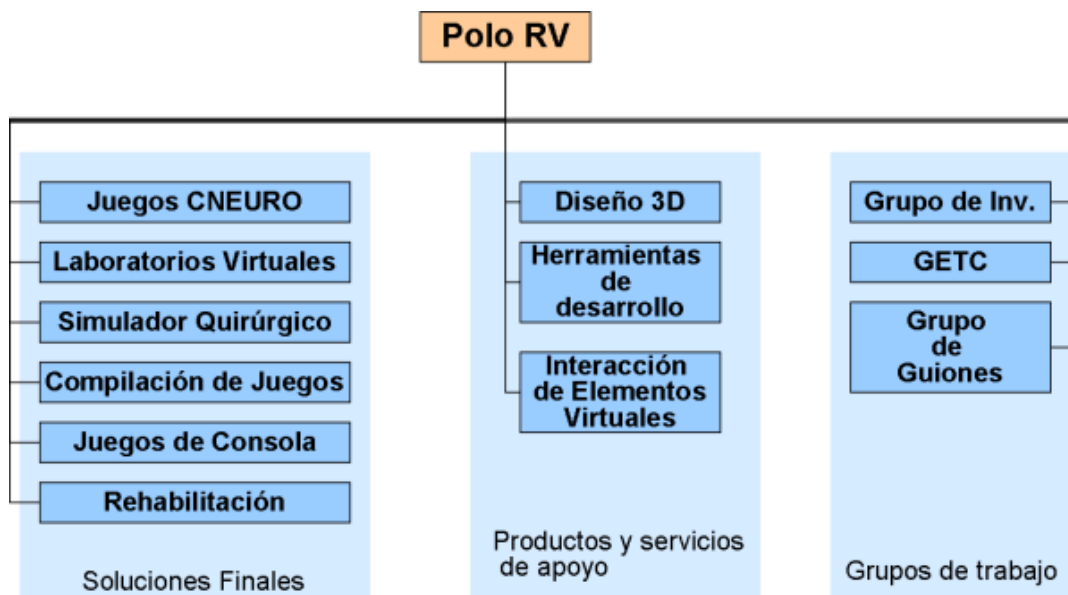 Polo RV
Juegos CNEURO
Laboratorios Virtuales
Simulador Quirúrgico
Compilación de Juegos
Juegos de Consola
Rehabilitación
Soluciones Finales
Diseño 3D
Herramientas
de
desarrollo
Interacción
de Elementos
Virtuales
Productos y servicios
de apoyo
Grupo de Inv.
GETC
Grupo
de
Guiones
Grupos de trabajo